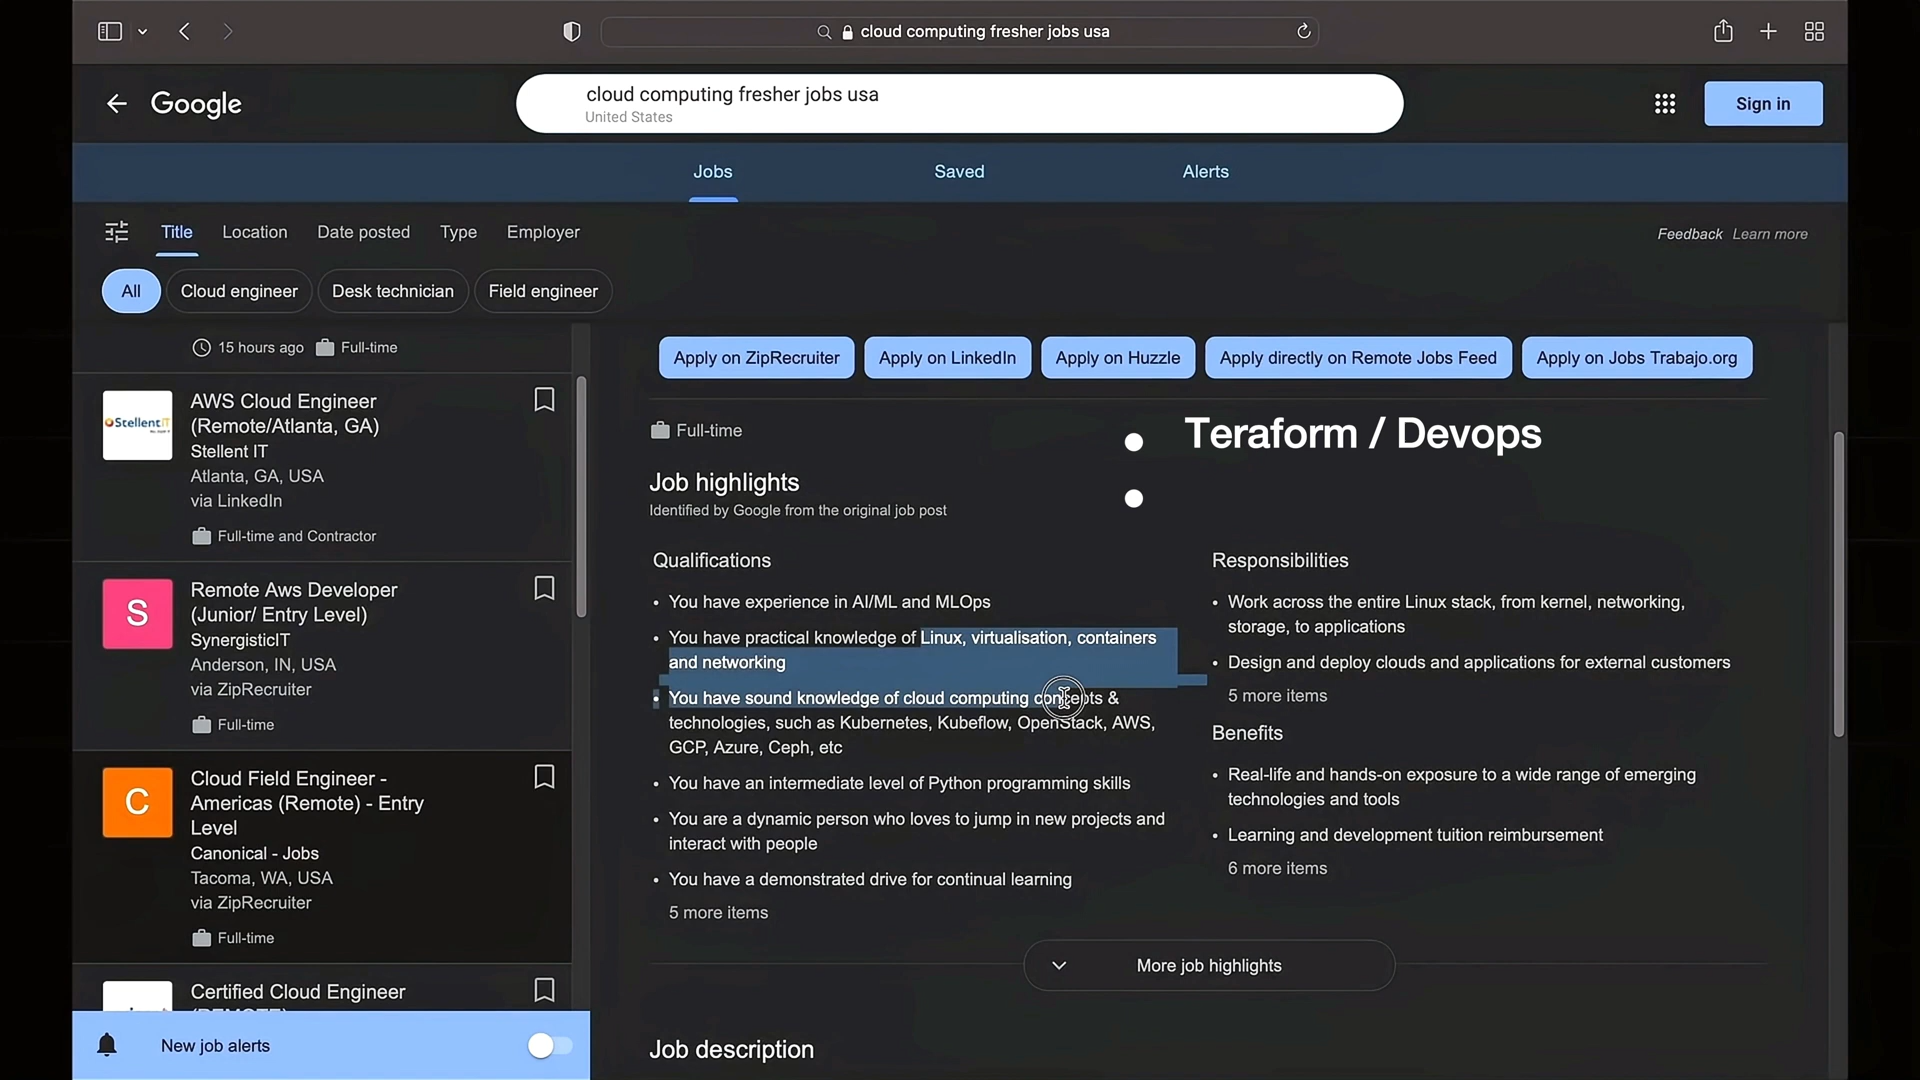 cloud computing fresher jobs usa
Google
cloud computing fresher jobs usa
United States
Sign in
Jobs
Saved
Alerts
Title
Location
Date posted
Type
Employer
Feedback
Learn more
All
Cloud engineer
Desk technician
Field engineer
15 hours ago
Full-time
StellentIT
AWS Cloud Engineer
(Remote/Atlanta, GA)
Stellent IT
Atlanta, GA, USA
via LinkedIn
Full-time and Contractor
S
Remote Aws Developer
(Junior/ Entry Level)
SynergisticIT
Anderson, IN, USA
via ZipRecruiter
Full-time
C
Cloud Field Engineer -
Americas (Remote) - Entry
Level
Canonical - Jobs
Tacoma, WA, USA
via ZipRecruiter
Full-time
Certified Cloud Engineer
New job alerts
Apply on ZipRecruiter
Apply on LinkedIn
Apply on Huzzle
Apply directly on Remote Jobs Feed
Apply on Jobs Trabajo.org
Full-time
Teraform / Devops
Job highlights
Identified by Google from the original job post
Qualifications
• You have experience in AI/ML and MLOps
• You have practical knowledge of Linux, virtualisation, containers
and networking
• You have sound knowledge of cloud computing concepts &
technologies, such as Kubernetes, Kubeflow, OpenStack, AWS,
GCP, Azure, Ceph, etc
• You have an intermediate level of Python programming skills
• You are a dynamic person who loves to jump in new projects and
interact with people
• You have a demonstrated drive for continual learning
5 more items
Responsibilities
• Work across the entire Linux stack, from kernel, networking,
storage, to applications
• Design and deploy clouds and applications for external customers
5 more items
Benefits
• Real-life and hands-on exposure to a wide range of emerging
technologies and tools
• Learning and development tuition reimbursement
6 more items
More job highlights
Job description